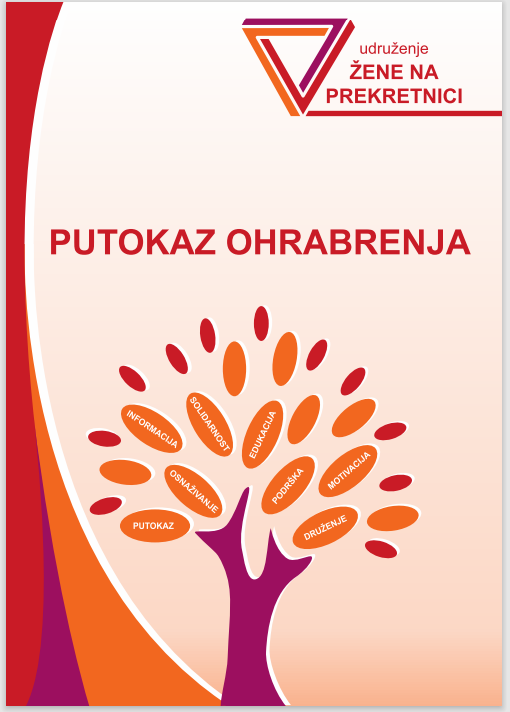 udruženje
ŽENE NA
PREKRETNICI
PUTOKAZ OHRABRENJA
INFORMACIJA
SOLIDARNOST
EDUKACIJA
OSNAŽIVANJE
PODRŠKA
MOTIVACIJA
PUTOKAZ
DRUŽENJE